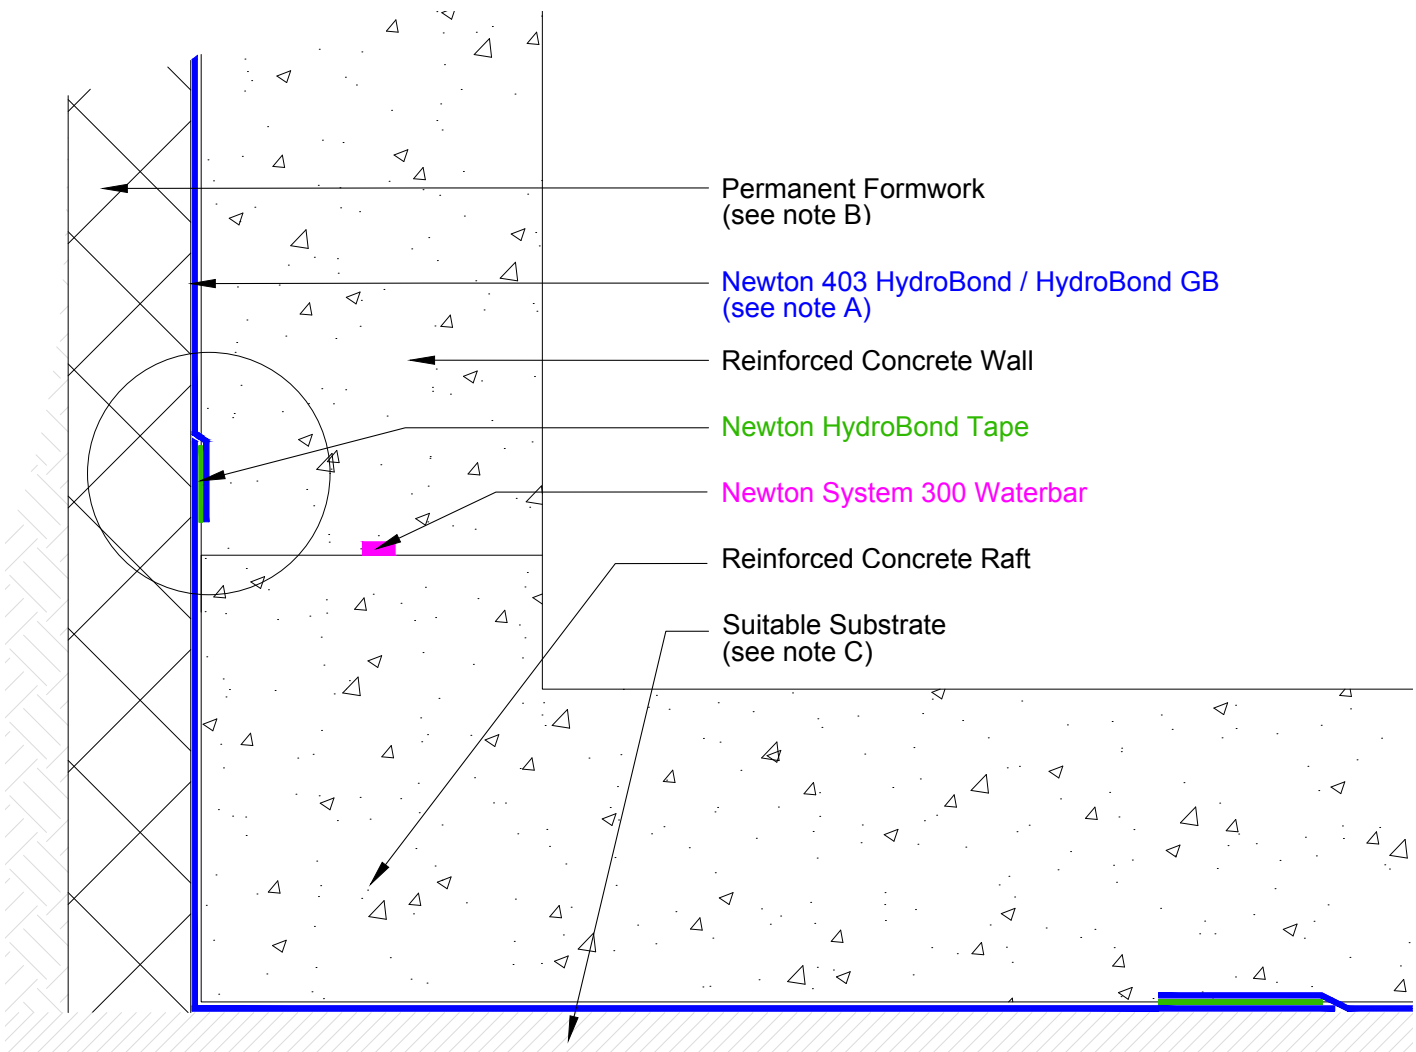 Permanent Formwork
(see note B)
Newton 403 HydroBond / HydroBond GB
(see note A)
Reinforced Concrete Wall
Newton HydroBond Tape
Newton System 300 Waterbar
Reinforced Concrete Raft
Suitable Substrate
(see note C)